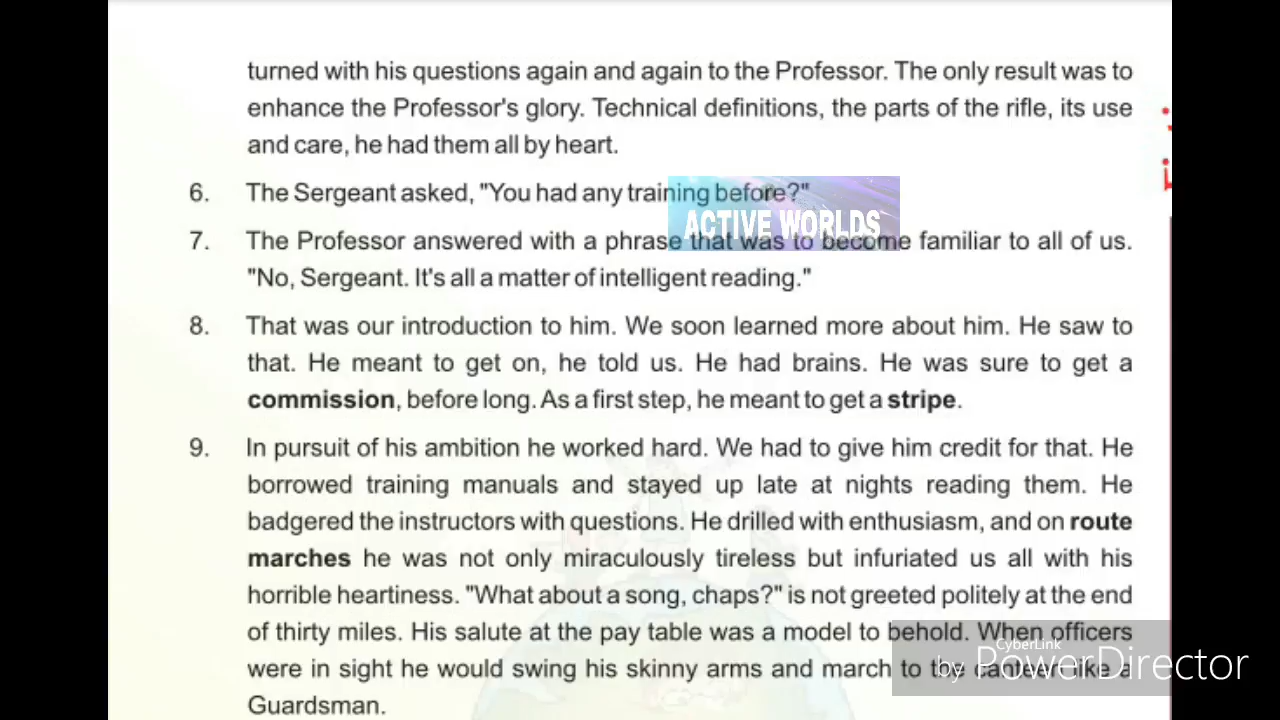 turned with his questions again and again to the Professor. The only result was to
enhance the Professor's glory. Technical definitions, the parts of the rifle, its use
and care, he had them all by heart.
6. The Sergeant asked, "You had any training before?"
ACTIVE WORLDS
7. The Professor answered with a phrase that was to become familiar to all of us.
"No, Sergeant. It's all a matter of intelligent reading."
8. That was our introduction to him. We soon learned more about him. He saw to
that. He meant to get on, he told us. He had brains. He was sure to get a
commission, before long. As a first step, he meant to get a stripe.
9. In pursuit of his ambition he worked hard. We had to give him credit for that. He
borrowed training manuals and stayed up late at nights reading them. He
badgered the instructors with questions. He drilled with enthusiasm, and on route
marches he was not only miraculously tireless but infuriated us all with his
horrible heartiness. "What about a song, chaps?" is not greeted politely at the end
of thirty miles. His salute at the pay table was a model to behold. When officers
were in sight he would swing his skinny arms and march to the canteen like a
Guardsman.
CyberLink
by PowerDirector